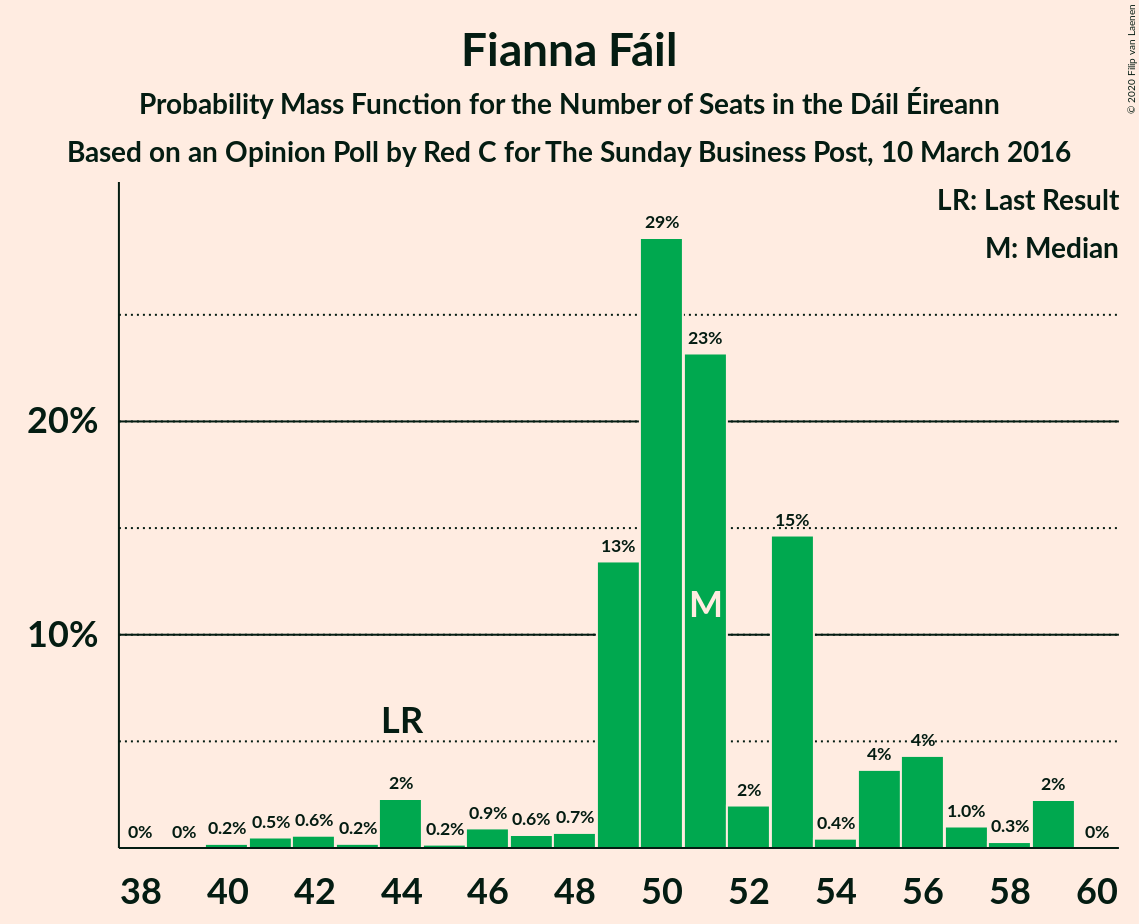 Fianna Fáil
Probability Mass Function for the Number of Seats in the Dáil Éireann
Based on an Opinion Poll by Red C for The Sunday Business Post, 10 March 2016
© 2020 Filip van Laenen
LR: Last Result
M: Median
20%
10%
0%
0%
0.2%
0.5%
0.6%
0.2%
2%
0.2%
0.9%
0.6%
0.7%
13%
29%
23%
2%
15%
0.4%
4%
4%
1.0%
0.3%
2%
0%
LR
M
38 40 42 44 46 48 50 52 54 56 58 60